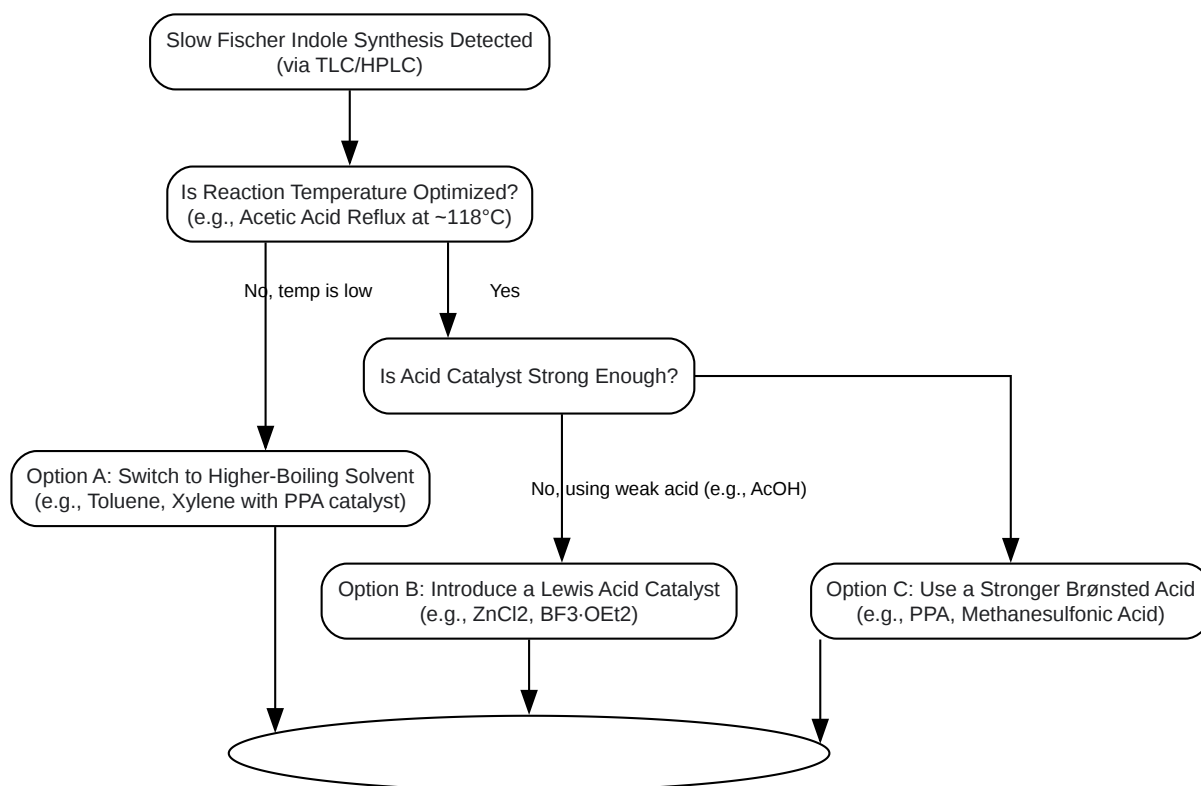 Slow Fischer Indole Synthesis Detected
(via TLC/HPLC)
Is Reaction Temperature Optimized?
(e.g., Acetic Acid Reflux at ~118°C)
No, temp is low
Yes
Is Acid Catalyst Strong Enough?
Option A: Switch to Higher-Boiling Solvent
(e.g., Toluene, Xylene with PPA catalyst)
No, using weak acid (e.g., AcOH)
Option B: Introduce a Lewis Acid Catalyst
(e.g., ZnCl2, BF3·OEt2)
Option C: Use a Stronger Brønsted Acid
(e.g., PPA, Methanesulfonic Acid)